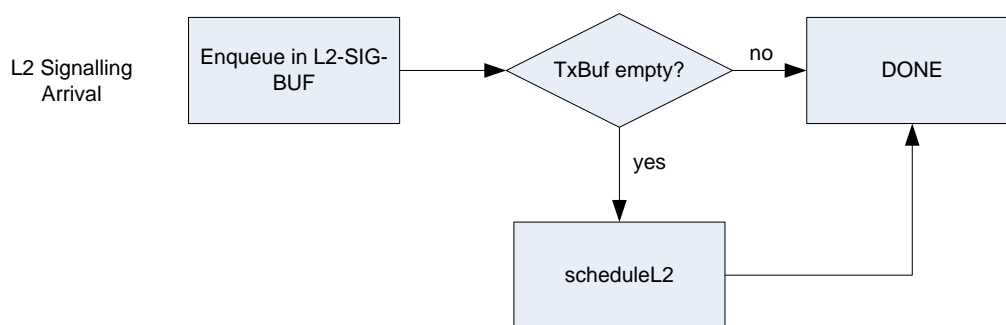 L2 Signalling
Arrival
Enqueue in L2-SIG-
BUF
TxBuf empty?
no
DONE
yes
scheduleL2